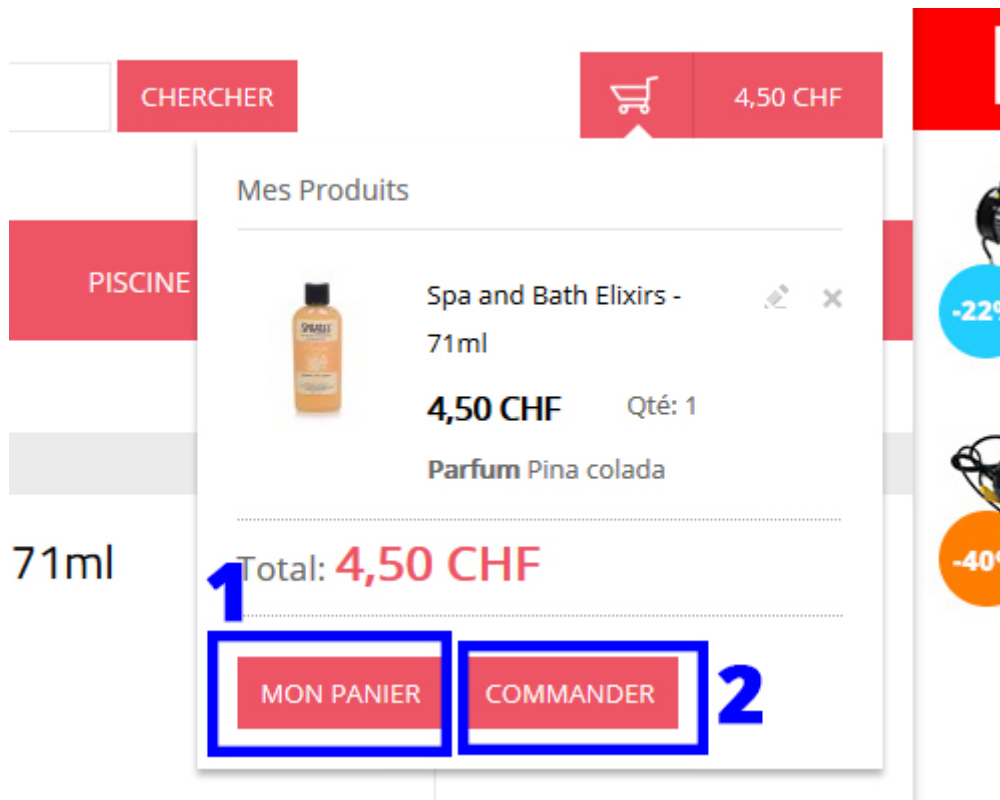 CHERCHER
4,50 CHF
Mes Produits
PISCINE
Spa and Bath Elixirs -
71ml
4,50 CHF Qté: 1
Parfum Pina colada
-22%
-40%
71ml
Total: 4,50 CHF
1
MON PANIER
COMMANDER
2